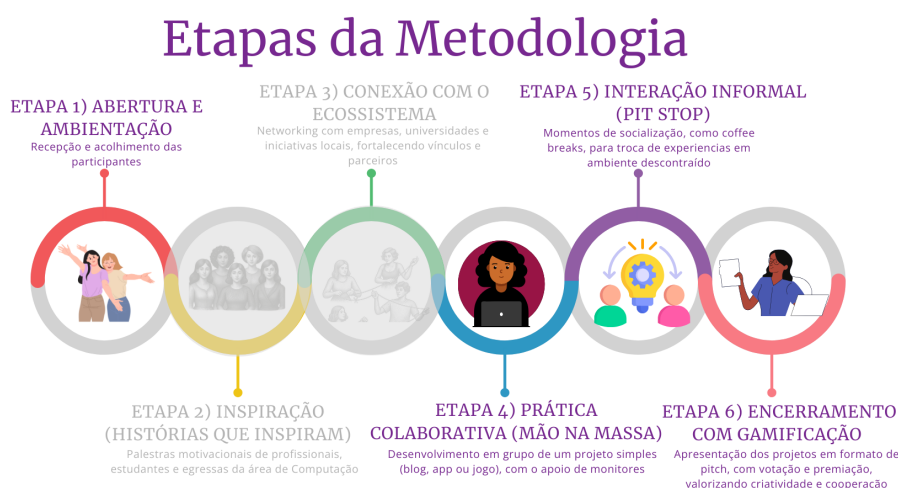 Etapas da Metodologia
ETAPA 1) ABERTURA E
AMBIENTAÇÃO
Recepção e acolhimento das
participantes
ETAPA 3) CONEXÃO COM O
ECOSSISTEMA
Networking com empresas, universidades e
iniciativas locais, fortalecendo vínculos e
parceiros
ETAPA 5) INTERAÇÃO INFORMAL
(PIT STOP)
Momentos de socialização, como coffee
breaks, para troca de experiencias em
ambiente descontraído
ETAPA 2) INSPIRAÇÃO
(HISTÓRIAS QUE INSPIRAM)
Palestras motivacionais de profissionais,
estudantes e egressas da área de Computação
ETAPA 4) PRÁTICA
COLABORATIVA (MÃO NA MASSA)
Desenvolvimento em grupo de um projeto simples
(blog, app ou jogo), com o apoio de monitores
ETAPA 6) ENCERRAMENTO
COM GAMIFICAÇÃO
Apresentação dos projetos em formato de
pitch, com votação e premiação,
valorizando criatividade e cooperação